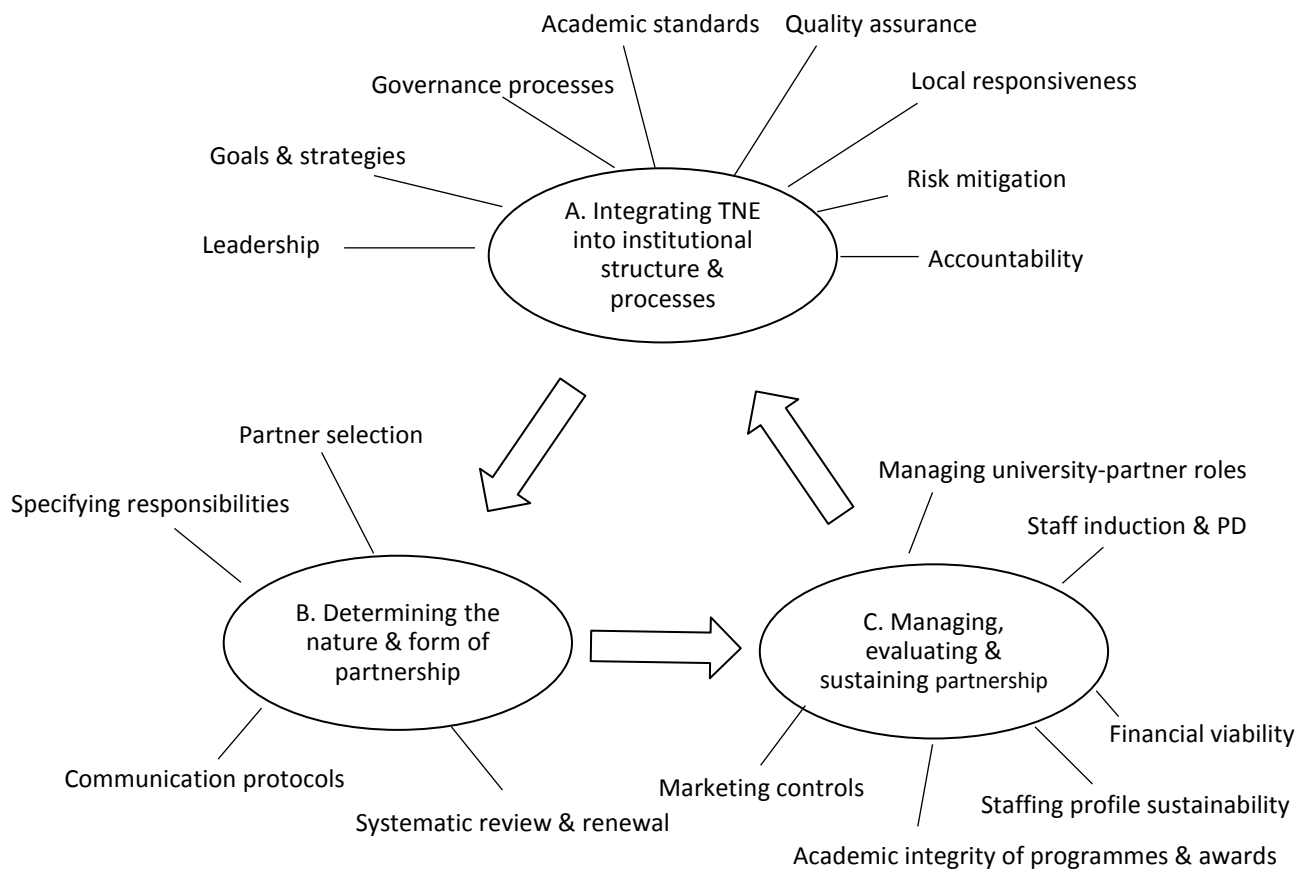 Academic standards
Quality assurance
Governance processes
Local responsiveness
Goals & strategies
Risk mitigation
Leadership
Accountability
A. Integrating TNE
into institutional
structure &
processes
Partner selection
Specifying responsibilities
B. Determining the
nature & form of
partnership
Communication protocols
Systematic review & renewal
Managing university-partner roles
Staff induction & PD
C. Managing,
evaluating &
sustaining partnership
Financial viability
Marketing controls
Staffing profile sustainability
Academic integrity of programmes & awards